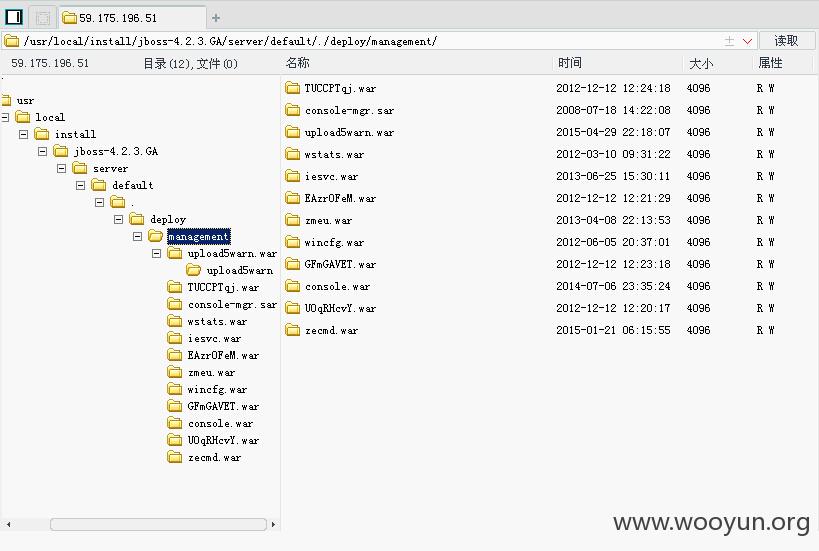 59.175.196.51
/usr/local/install/jboss-4.2.3.GA/server/default/./deploy/management/
读取
59.175.196.51 目录(12),文件(0)
名称 时间 大小 属性
usr
local
install
jboss-4.2.3.GA
server
default
.
deploy
management
upload5warn.war
upload5warn
TUCCPTqj.war
console-mgr.sar
wstats.war
iesvc.war
EAzrOFeM.war
zmeu.war
wincfg.war
GFmGAVET.war
console.war
UOqRHcvY.war
zecmd.war
TUCCPTqj.war 2012-12-12 12:24:18 4096 R W
console-mgr.sar 2008-07-18 14:22:08 4096 R W
upload5warn.war 2015-04-29 22:18:07 4096 R W
wstats.war 2012-03-10 09:31:22 4096 R W
iesvc.war 2013-06-25 15:30:11 4096 R W
EAzrOFeM.war 2012-12-12 12:21:29 4096 R W
zmeu.war 2013-04-08 22:13:53 4096 R W
wincfg.war 2012-06-05 20:37:01 4096 R W
GFmGAVET.war 2012-12-12 12:23:18 4096 R W
console.war 2014-07-06 23:35:24 4096 R W
UOqRHcvY.war 2012-12-12 12:20:17 4096 R W
zecmd.war 2015-01-21 06:15:55 4096 R W
www.wooyun.org